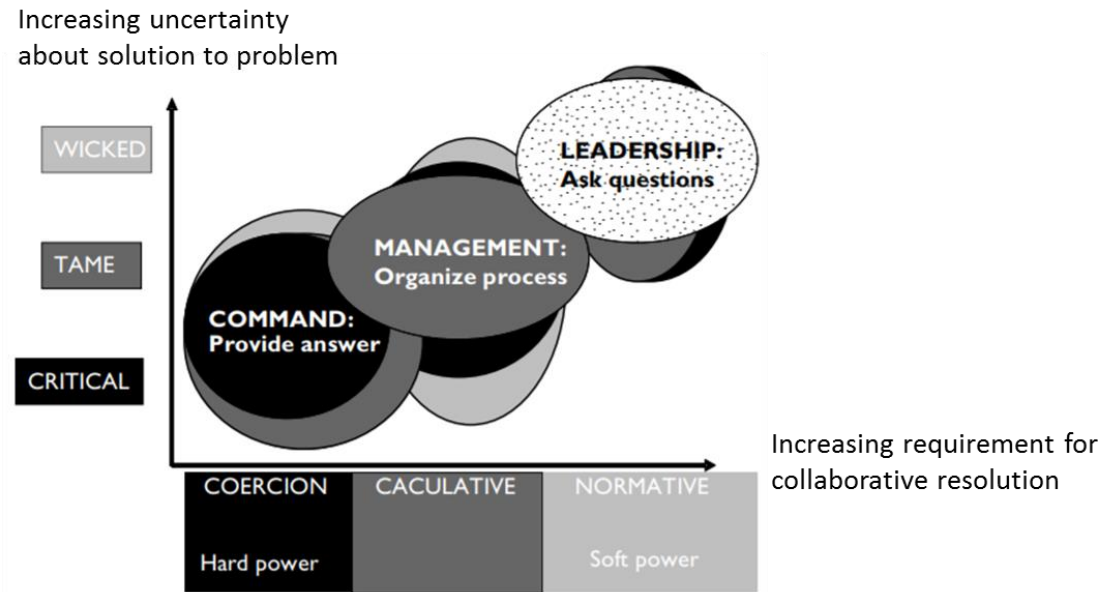 Increasing uncertainty
about solution to problem
WICKED
LEADERSHIP:
Ask questions
TAME
MANAGEMENT:
Organize process
COMMAND:
Provide answer
CRITICAL
Increasing requirement for
collaborative resolution
COERCION
CACULATIVE
NORMATIVE
Hard power
Soft power